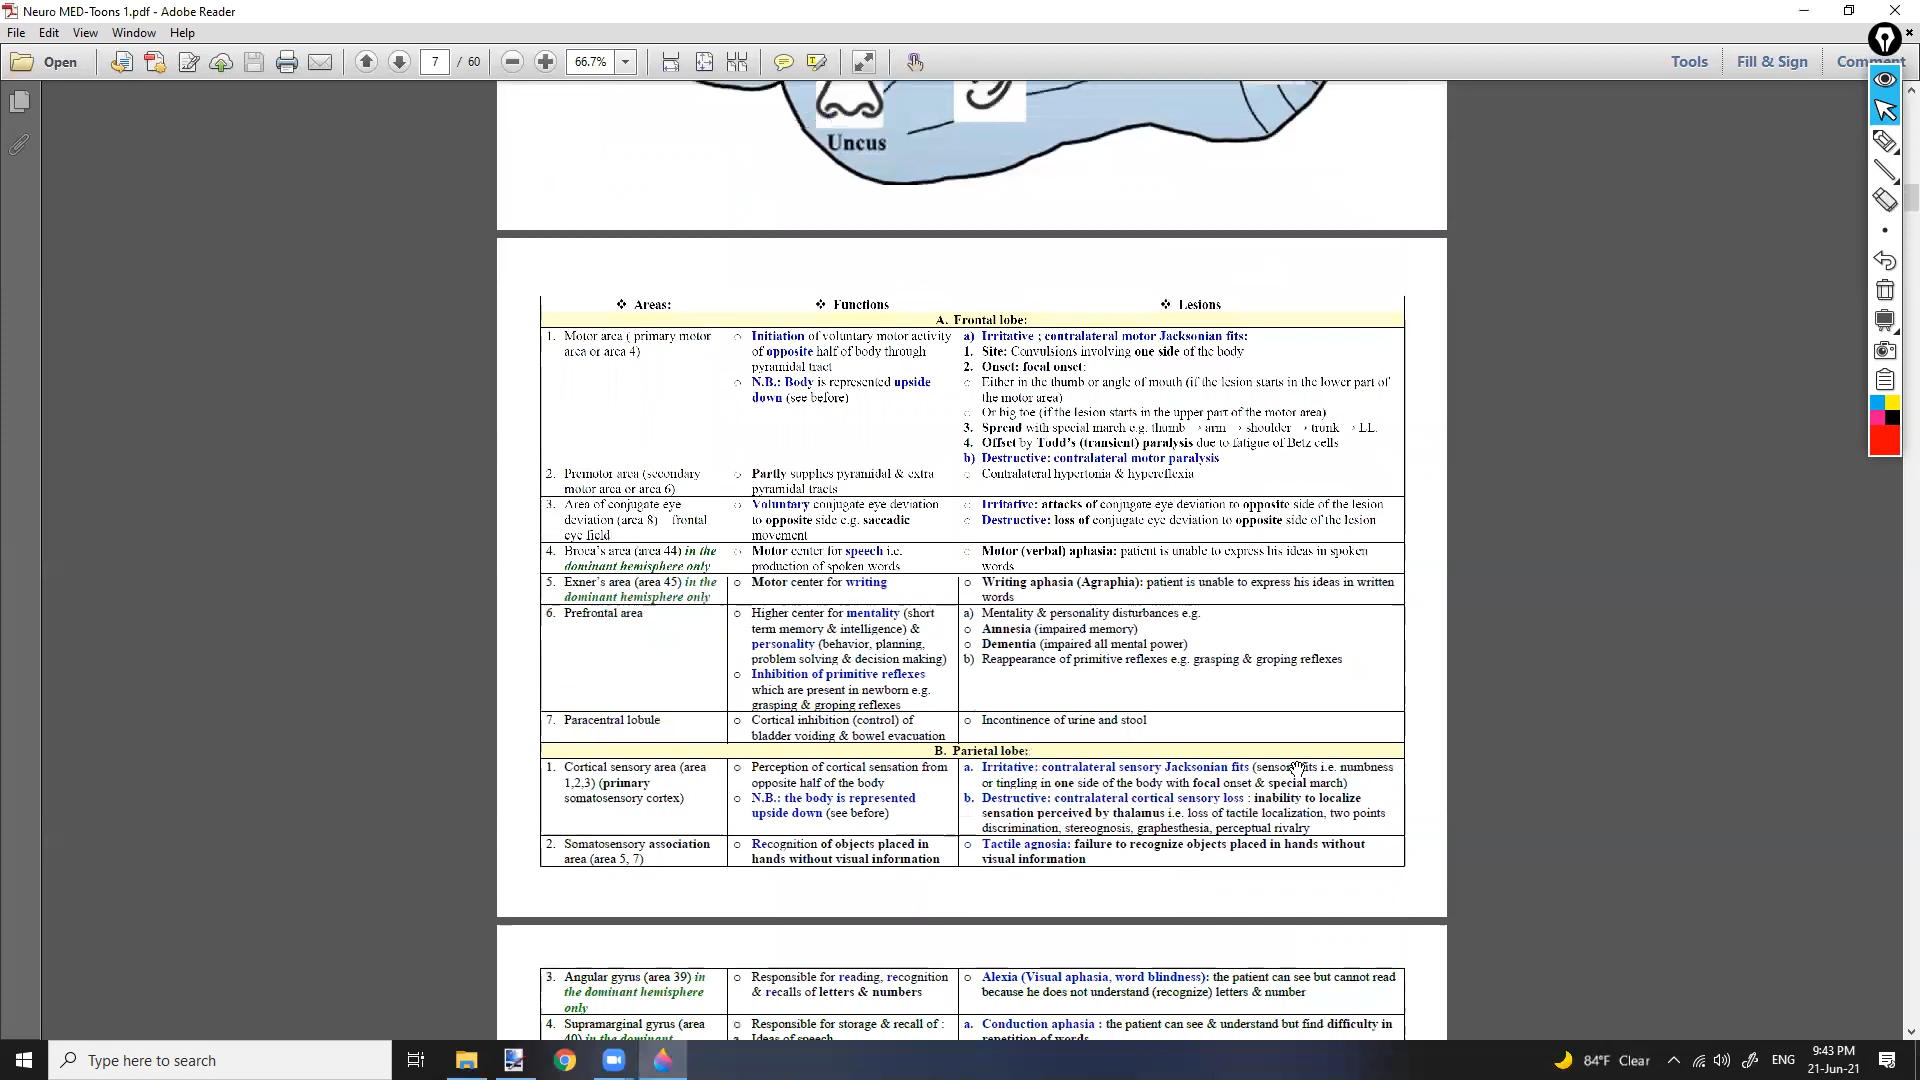 Neuro MED-Toons 1.pdf - Adobe Reader
File Edit View Window Help
Open 7 / 60 66.7% Tools Fill & Sign Comment
Uncus
❖ Areas: ❖ Functions ❖ Lesions
A. Frontal lobe:
1. Motor area ( primary motor area or area 4)
○ Initiation of voluntary motor activity of opposite half of body through pyramidal tract
○ N.B.: Body is represented upside down (see before)
a) Irritative ; contralateral motor Jacksonian fits:
1. Site: Convulsions involving one side of the body
2. Onset: focal onset:
○ Either in the thumb or angle of mouth (if the lesion starts in the lower part of the motor area)
○ Or big toe (if the lesion starts in the upper part of the motor area)
3. Spread with special march e.g. thumb → arm → shoulder → trunk → LL.
4. Offset by Todd's (transient) paralysis due to fatigue of Betz cells
b) Destructive: contralateral motor paralysis
2. Premotor area (secondary motor area or area 6)
○ Partly supplies pyramidal & extra pyramidal tracts
○ Contralateral hypertonia & hyperreflexia
3. Area of conjugate eye deviation (area 8) frontal eye field
○ Voluntary conjugate eye deviation to opposite side e.g. saccadic movement
○ Irritative: attacks of conjugate eye deviation to opposite side of the lesion
○ Destructive: loss of conjugate eye deviation to opposite side of the lesion
4. Broca's area (area 44) in the dominant hemisphere only
○ Motor center for speech i.e. production of spoken words
○ Motor (verbal) aphasia: patient is unable to express his ideas in spoken words
5. Exner's area (area 45) in the dominant hemisphere only
○ Motor center for writing
○ Writing aphasia (Agraphia): patient is unable to express his ideas in written words
6. Prefrontal area
○ Higher center for mentality (short term memory & intelligence) & personality (behavior, planning, problem solving & decision making)
○ Inhibition of primitive reflexes which are present in newborn e.g. grasping & groping reflexes
a) Mentality & personality disturbances e.g.
○ Amnesia (impaired memory)
○ Dementia (impaired all mental power)
b) Reappearance of primitive reflexes e.g. grasping & groping reflexes
7. Paracentral lobule
○ Cortical inhibition (control) of bladder voiding & bowel evacuation
○ Incontinence of urine and stool
B. Parietal lobe:
1. Cortical sensory area (area 1,2,3) (primary somatosensory cortex)
○ Perception of cortical sensation from opposite half of the body
○ N.B.: the body is represented upside down (see before)
a. Irritative: contralateral sensory Jacksonian fits (sensory fits i.e. numbness or tingling in one side of the body with focal onset & special march)
b. Destructive: contralateral cortical sensory loss : inability to localize sensation perceived by thalamus i.e. loss of tactile localization, two points discrimination, stereognosis, graphesthesia, perceptual rivalry
2. Somatosensory association area (area 5, 7)
○ Recognition of objects placed in hands without visual information
○ Tactile agnosia: failure to recognize objects placed in hands without visual information
3. Angular gyrus (area 39) in the dominant hemisphere only
○ Responsible for reading, recognition & recalls of letters & numbers
○ Alexia (Visual aphasia, word blindness): the patient can see but cannot read because he does not understand (recognize) letters & number
4. Supramarginal gyrus (area 40) in the dominant
○ Responsible for storage & recall of :
a. Ideas of speech
a. Conduction aphasia : the patient can see & understand but find difficulty in repetition of words
Type here to search
84°F Clear ENG 9:43 PM
21-Jun-21